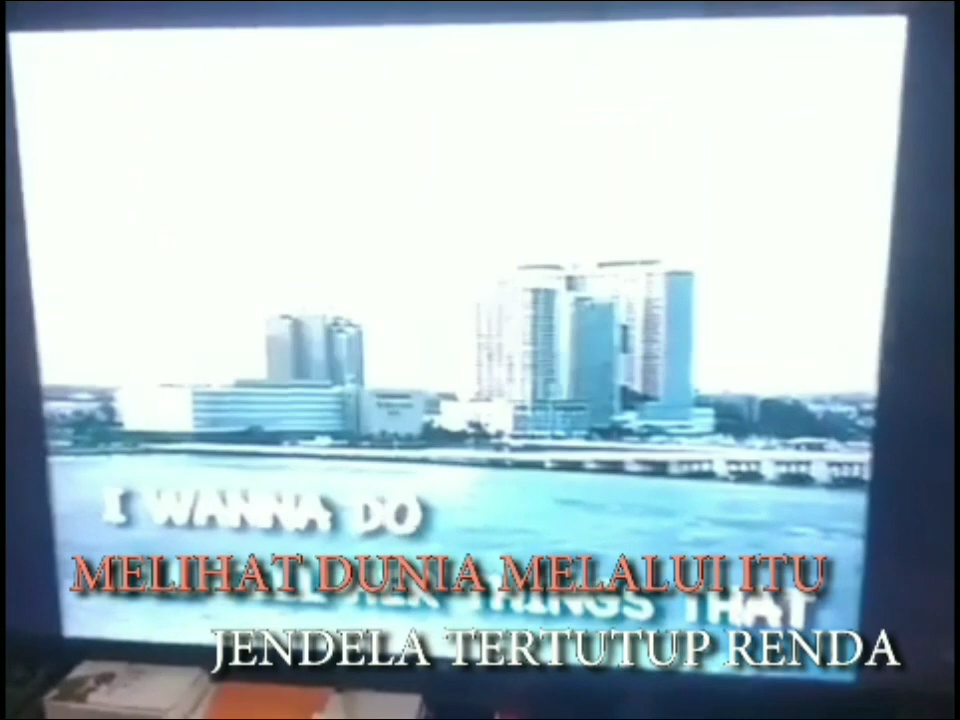 I WANNA DO
MELIHAT DUNIA MELALUI ITU
THINGS THAT
JENDELA TERTUTUP RENDA